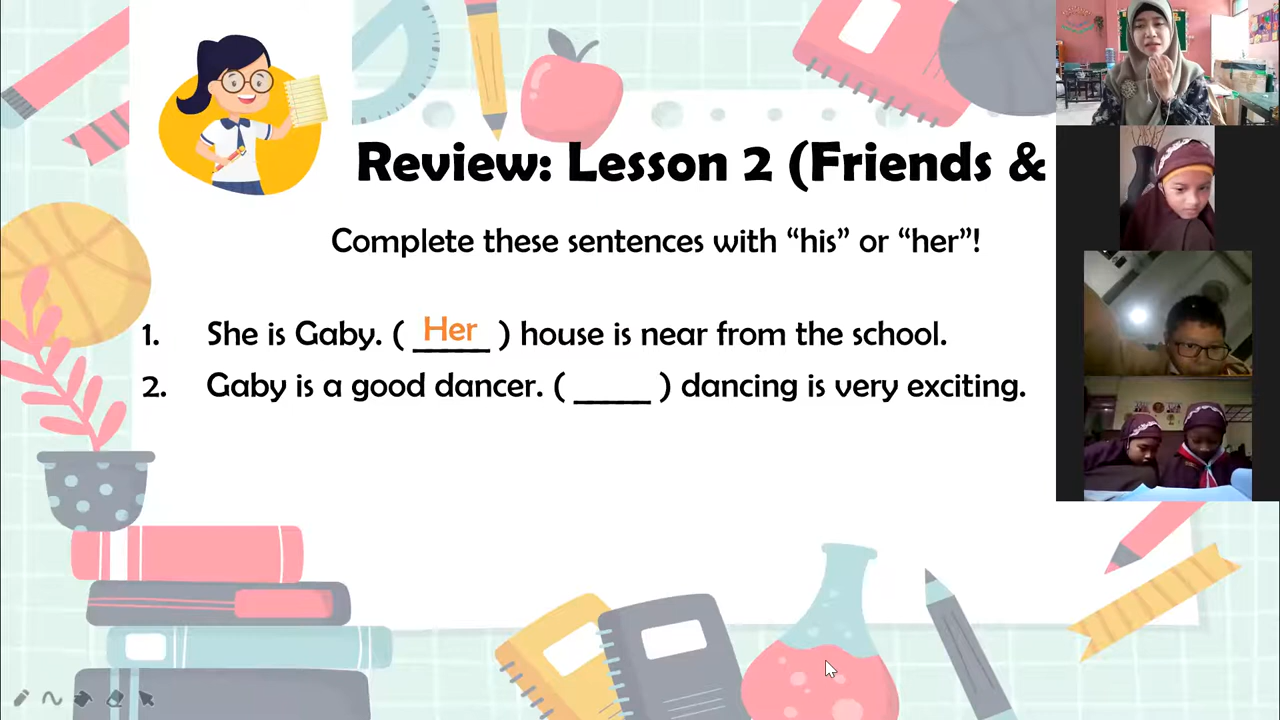 Review: Lesson 2 (Friends &
Complete these sentences with “his” or “her”!
1. She is Gaby. ( Her ) house is near from the school.
2. Gaby is a good dancer. ( _____ ) dancing is very exciting.